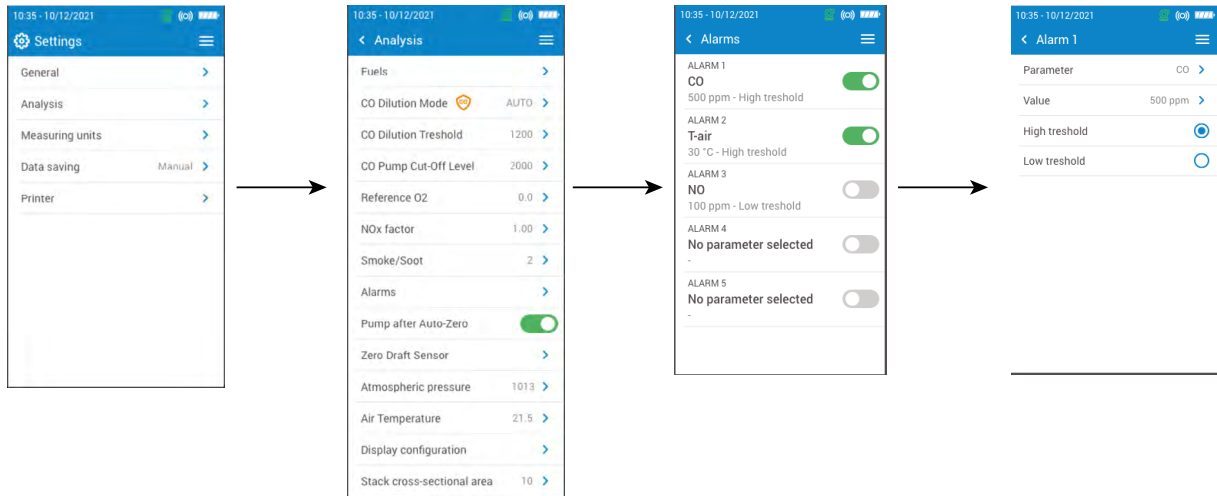 10:35 - 10/12/2021
Settings
General
Analysis
Measuring units
Data saving Manual
Printer
10:35 - 10/12/2021
Analysis
Fuels
CO Dilution Mode AUTO
CO Dilution Treshold 1200
CO Pump Cut-Off Level 2000
Reference O2 0.0
NOx factor 1.00
Smoke/Soot 2
Alarms
Pump after Auto-Zero
Zero Draft Sensor
Atmospheric pressure 1013
Air Temperature 21.5
Display configuration
Stack cross-sectional area 10
10:35 - 10/12/2021
Alarms
ALARM 1
CO
500 ppm - High treshold
ALARM 2
T-air
30 °C - High treshold
ALARM 3
NO
100 ppm - Low treshold
ALARM 4
No parameter selected
-
ALARM 5
No parameter selected
-
10:35 - 10/12/2021
Alarm 1
Parameter CO
Value 500 ppm
High treshold
Low treshold